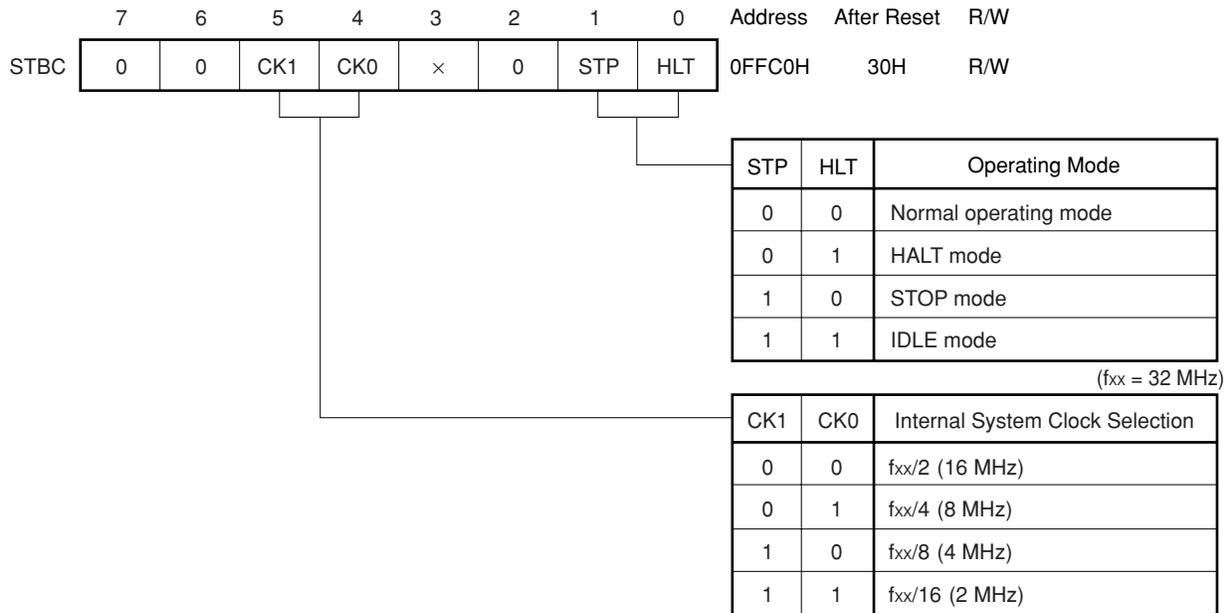 7 6 5 4 3 2 1 0 Address After Reset R/W
STBC 0 0 CK1 CK0 × 0 STP HLT 0FFC0H 30H R/W
STP HLT Operating Mode
0 0 Normal operating mode
0 1 HALT mode
1 0 STOP mode
1 1 IDLE mode
(fxx = 32 MHz)
CK1 CK0 Internal System Clock Selection
0 0 fxx/2 (16 MHz)
0 1 fxx/4 (8 MHz)
1 0 fxx/8 (4 MHz)
1 1 fxx/16 (2 MHz)